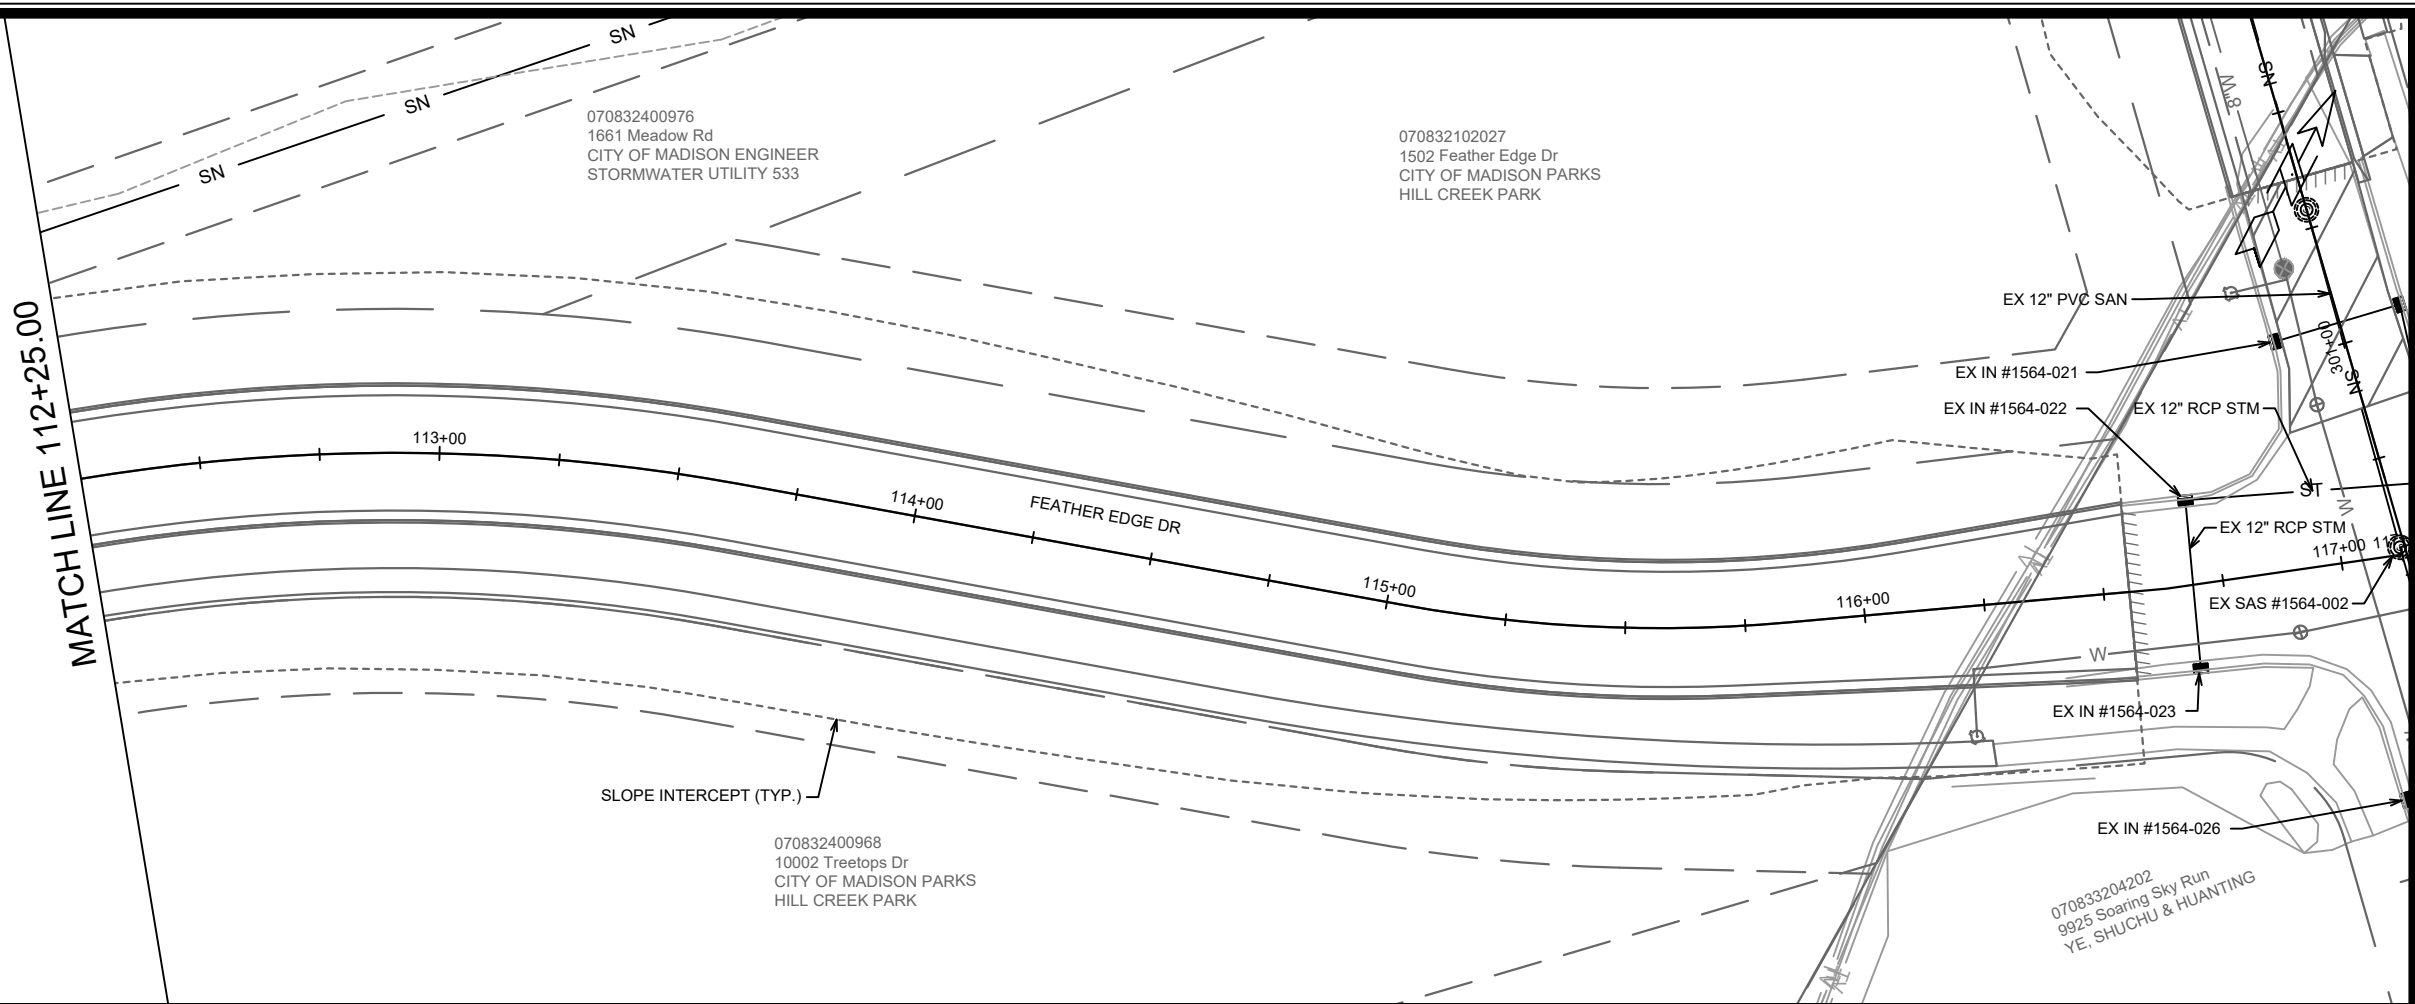 SN
SN
SN
070832400976
1661 Meadow Rd
CITY OF MADISON ENGINEER
STORMWATER UTILITY 533
070832102027
1502 Feather Edge Dr
CITY OF MADISON PARKS
HILL CREEK PARK
SN
8"W
EX 12" PVC SAN
301+00
SN
EX IN #1564-021
EX IN #1564-022
EX 12" RCP STM
MATCH LINE 112+25.00
113+00
114+00
FEATHER EDGE DR
115+00
116+00
117+00
ST
W
EX 12" RCP STM
EX SAS #1564-002
W
EX IN #1564-023
SLOPE INTERCEPT (TYP.)
EX IN #1564-026
070832400968
10002 Treetops Dr
CITY OF MADISON PARKS
HILL CREEK PARK
070833204202
9925 Soaring Sky Run
YE, SHUCHU & HUANTING